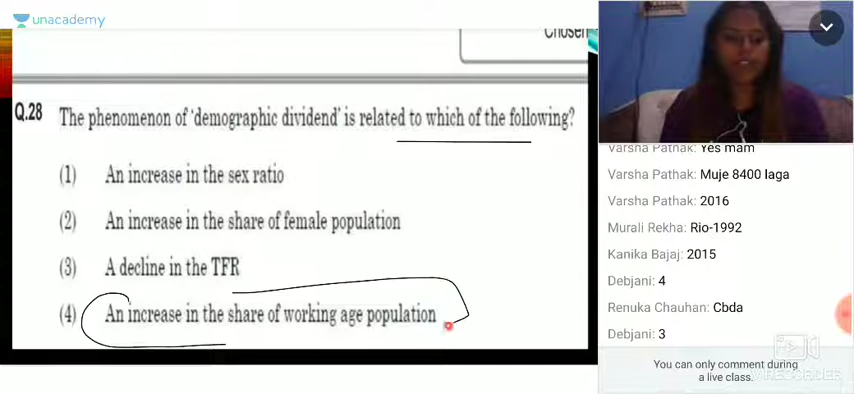 unacademy
Chosen
Q.28 The phenomenon of 'demographic dividend' is related to which of the following?
(1) An increase in the sex ratio
(2) An increase in the share of female population
(3) A decline in the TFR
(4) An increase in the share of working age population
Varsha Pathak: Yes mam
Varsha Pathak: Muje 8400 laga
Varsha Pathak: 2016
Murali Rekha: Rio-1992
Kanika Bajaj: 2015
Debjani: 4
Renuka Chauhan: Cbda
Debjani: 3
You can only comment during
a live class.